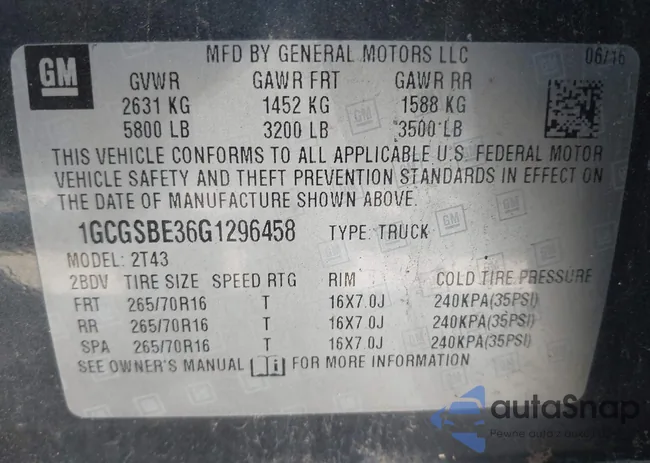 GM
MFD BY GENERAL MOTORS LLC 06/16
GVWR GAWR FRT GAWR RR
2631 KG 1452 KG 1588 KG
5800 LB 3200 LB 3500 LB
THIS VEHICLE CONFORMS TO ALL APPLICABLE U.S. FEDERAL MOTOR
VEHICLE SAFETY AND THEFT PREVENTION STANDARDS IN EFFECT ON
THE DATE OF MANUFACTURE SHOWN ABOVE.
1GCGSBE36G1296458 TYPE: TRUCK
MODEL: 2T43
2BDV TIRE SIZE SPEED RTG RIM COLD TIRE PRESSURE
FRT 265/70R16 T 16X7.0J 240KPA(35PSI)
RR 265/70R16 T 16X7.0J 240KPA(35PSI)
SPA 265/70R16 T 16X7.0J 240KPA(35PSI)
SEE OWNER'S MANUAL FOR MORE INFORMATION
autaSnap
Pewne auto z aukcji